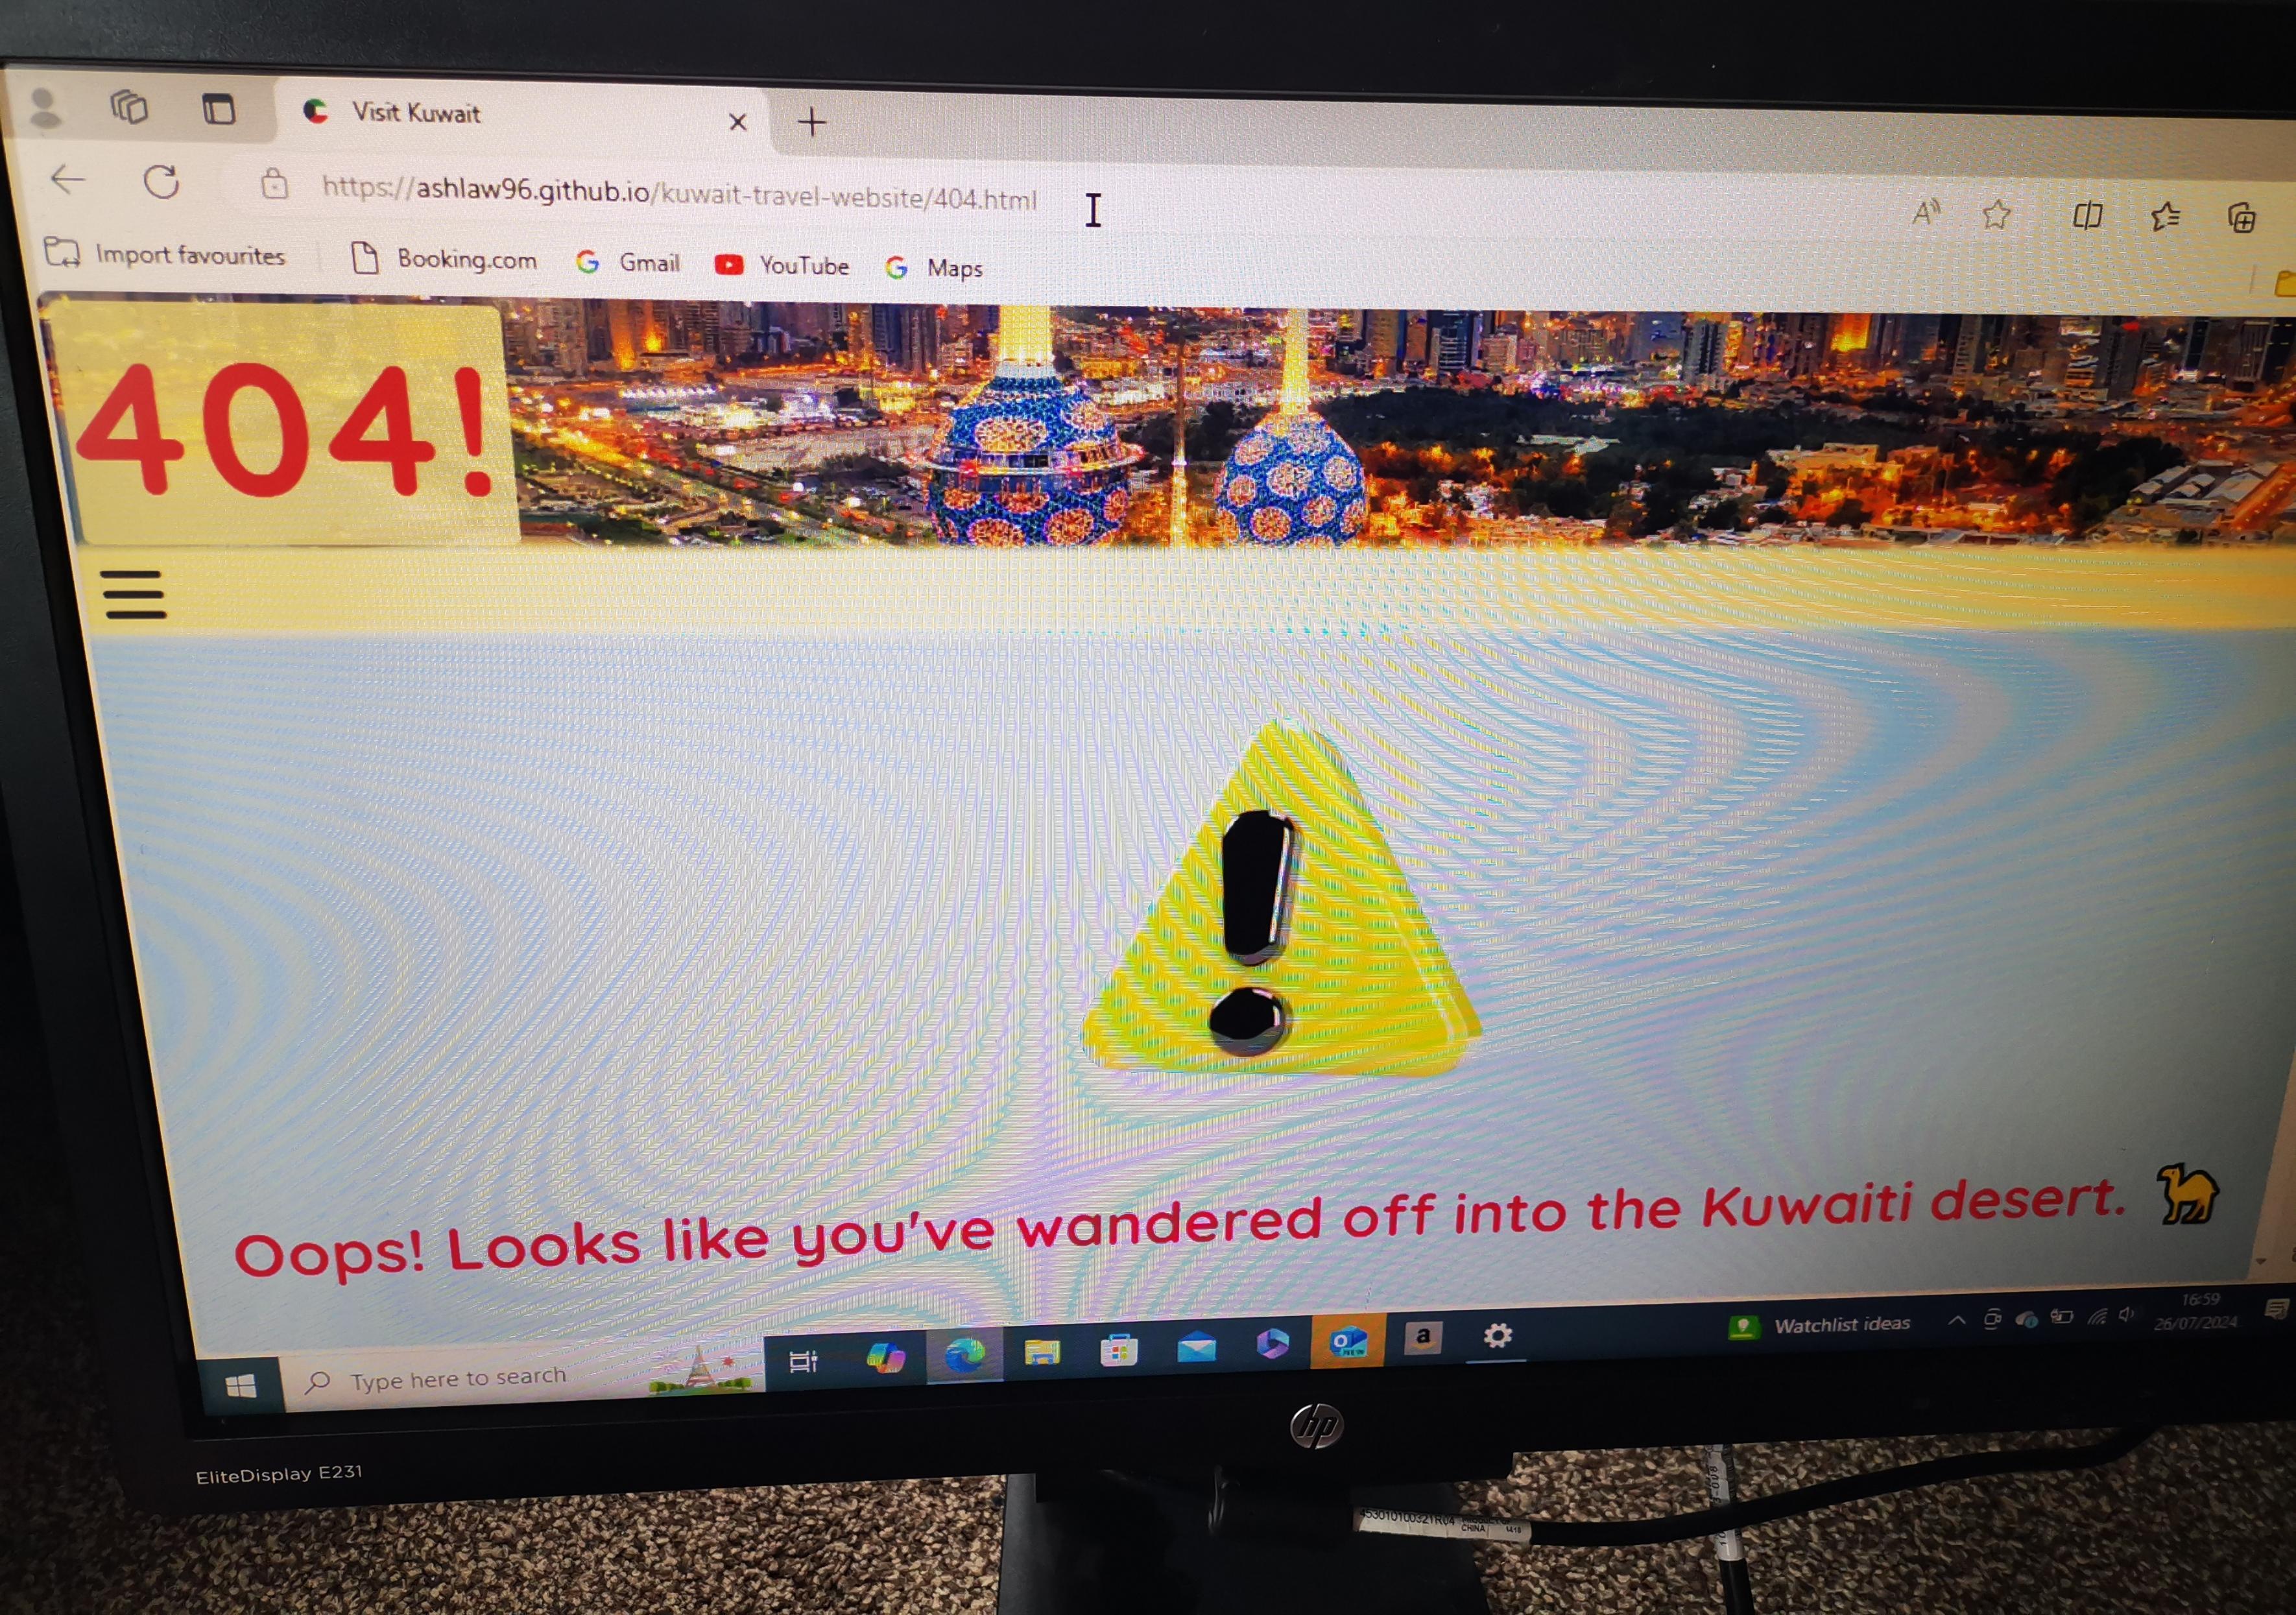 Visit Kuwait
https://ashlaw96.github.io/kuwait-travel-website/404.html
Import favourites Booking.com Gmail YouTube Maps
404!
Oops! Looks like you've wandered off into the Kuwaiti desert. 🐪
Type here to search
Watchlist ideas
16:59
26/07/2024
hp
EliteDisplay E231
CHINA